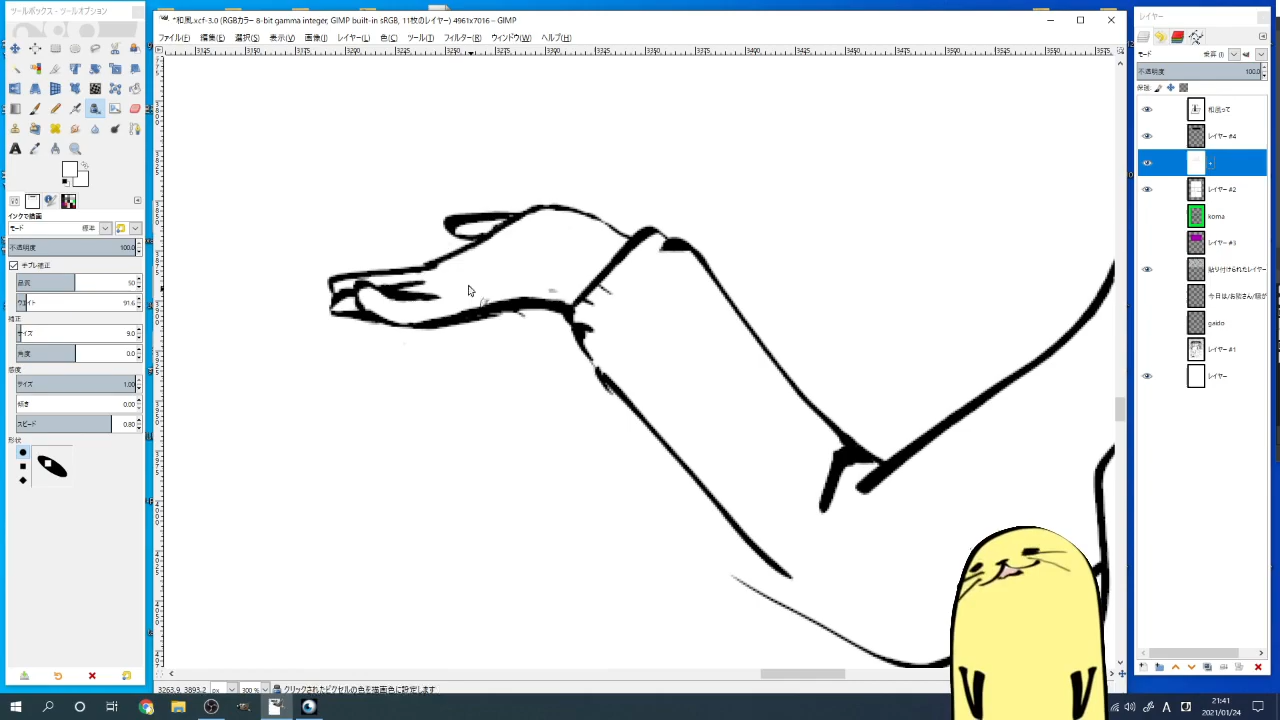 ツールボックス - ツールオプション
*和風.xcf-3.0 (RGBカラー 8-bit gamma integer, GIMP built-in sRGB, 11枚のレイヤー) 4961x7016 – GIMP
レイヤー
ファイル(F) 編集(E) 選択(S) 表示(V) 画像(I) レイヤー(L) 色(C) ツール(T) フィルター(R) ウィンドウ(W) ヘルプ(H)
モード 乗算 (l)
不透明度 100.0
保護:
和風って
レイヤー #4
レイヤー #2
koma
レイヤー #3
貼り付けられたレイヤー
gaido
レイヤー #1
レイヤー
インクで描画
モード 標準
不透明度 100.0
手ブレ補正
品質 50
ウエイト 91.6
補正
サイズ 9.0
角度 0.0
感度
サイズ 1.00
傾き 0.00
スピード 0.80
形状
3263.9, 3893.2 px 300 % クリックされたピクセルの色を描画色に設定します
A 21:41
2021/01/24